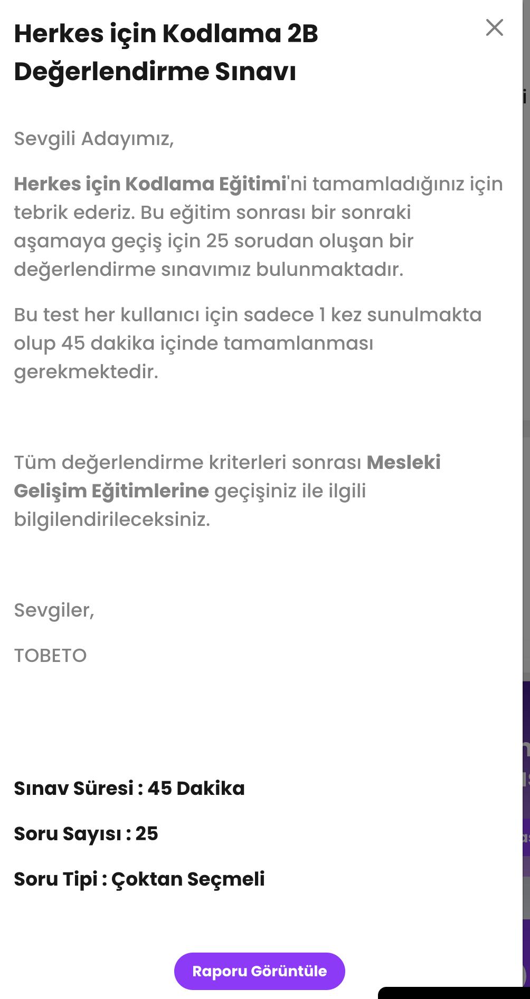 Herkes için Kodlama 2B
Değerlendirme Sınavı
Sevgili Adayımız,
Herkes için Kodlama Eğitimi'ni tamamladığınız için
tebrik ederiz. Bu eğitim sonrası bir sonraki
aşamaya geçiş için 25 sorudan oluşan bir
değerlendirme sınavımız bulunmaktadır.
Bu test her kullanıcı için sadece 1 kez sunulmakta
olup 45 dakika içinde tamamlanması
gerekmektedir.
Tüm değerlendirme kriterleri sonrası Mesleki
Gelişim Eğitimlerine geçişiniz ile ilgili
bilgilendirileceksiniz.
Sevgiler,
TOBETO
Sınav Süresi : 45 Dakika
Soru Sayısı : 25
Soru Tipi : Çoktan Seçmeli
Raporu Görüntüle